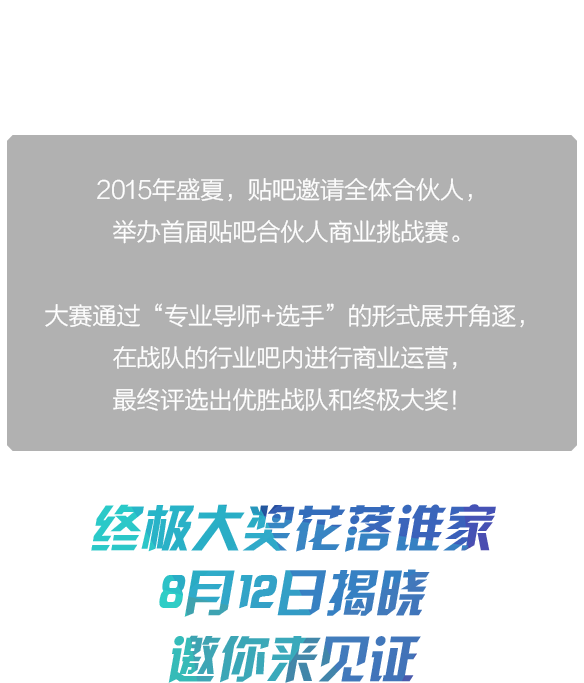 2015年盛夏，贴吧邀请全体合伙人，
举办首届贴吧合伙人商业挑战赛。
大赛通过“专业导师+选手”的形式展开角逐，
在战队的行业吧内进行商业运营，
最终评选出优胜战队和终极大奖！
终极大奖花落谁家
8月12日揭晓
邀你来见证